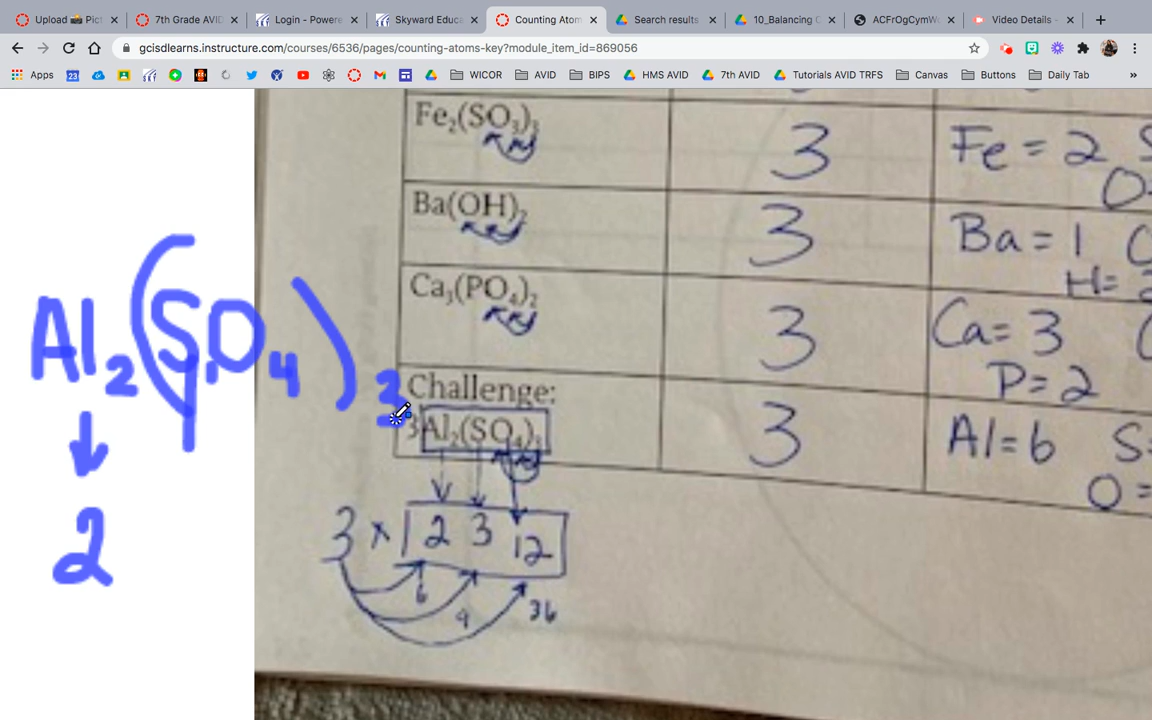 Upload 📸 Pict
7th Grade AVID
Login - Powere
Skyward Educa
Counting Atom
Search results
10_Balancing C
ACFrOgCymW
Video Details -
gcisdlearns.instructure.com/courses/6536/pages/counting-atoms-key?module_item_id=869056
Apps WICOR AVID BIPS HMS AVID 7th AVID Tutorials AVID TRFS Canvas Buttons Daily Tab »
Fe₂(SO₃)₃ 3 Fe = 2 S
O
Ba(OH)₂ 3 Ba = 1 O
H=
Ca₃(PO₄)₂ 3 Ca = 3
P = 2
Challenge:
3Al₂(SO₄)₃ 3 Al = 6 S=
O =
3 × 2 3 12
6 9 36
Al₂(SO₄)₃
2